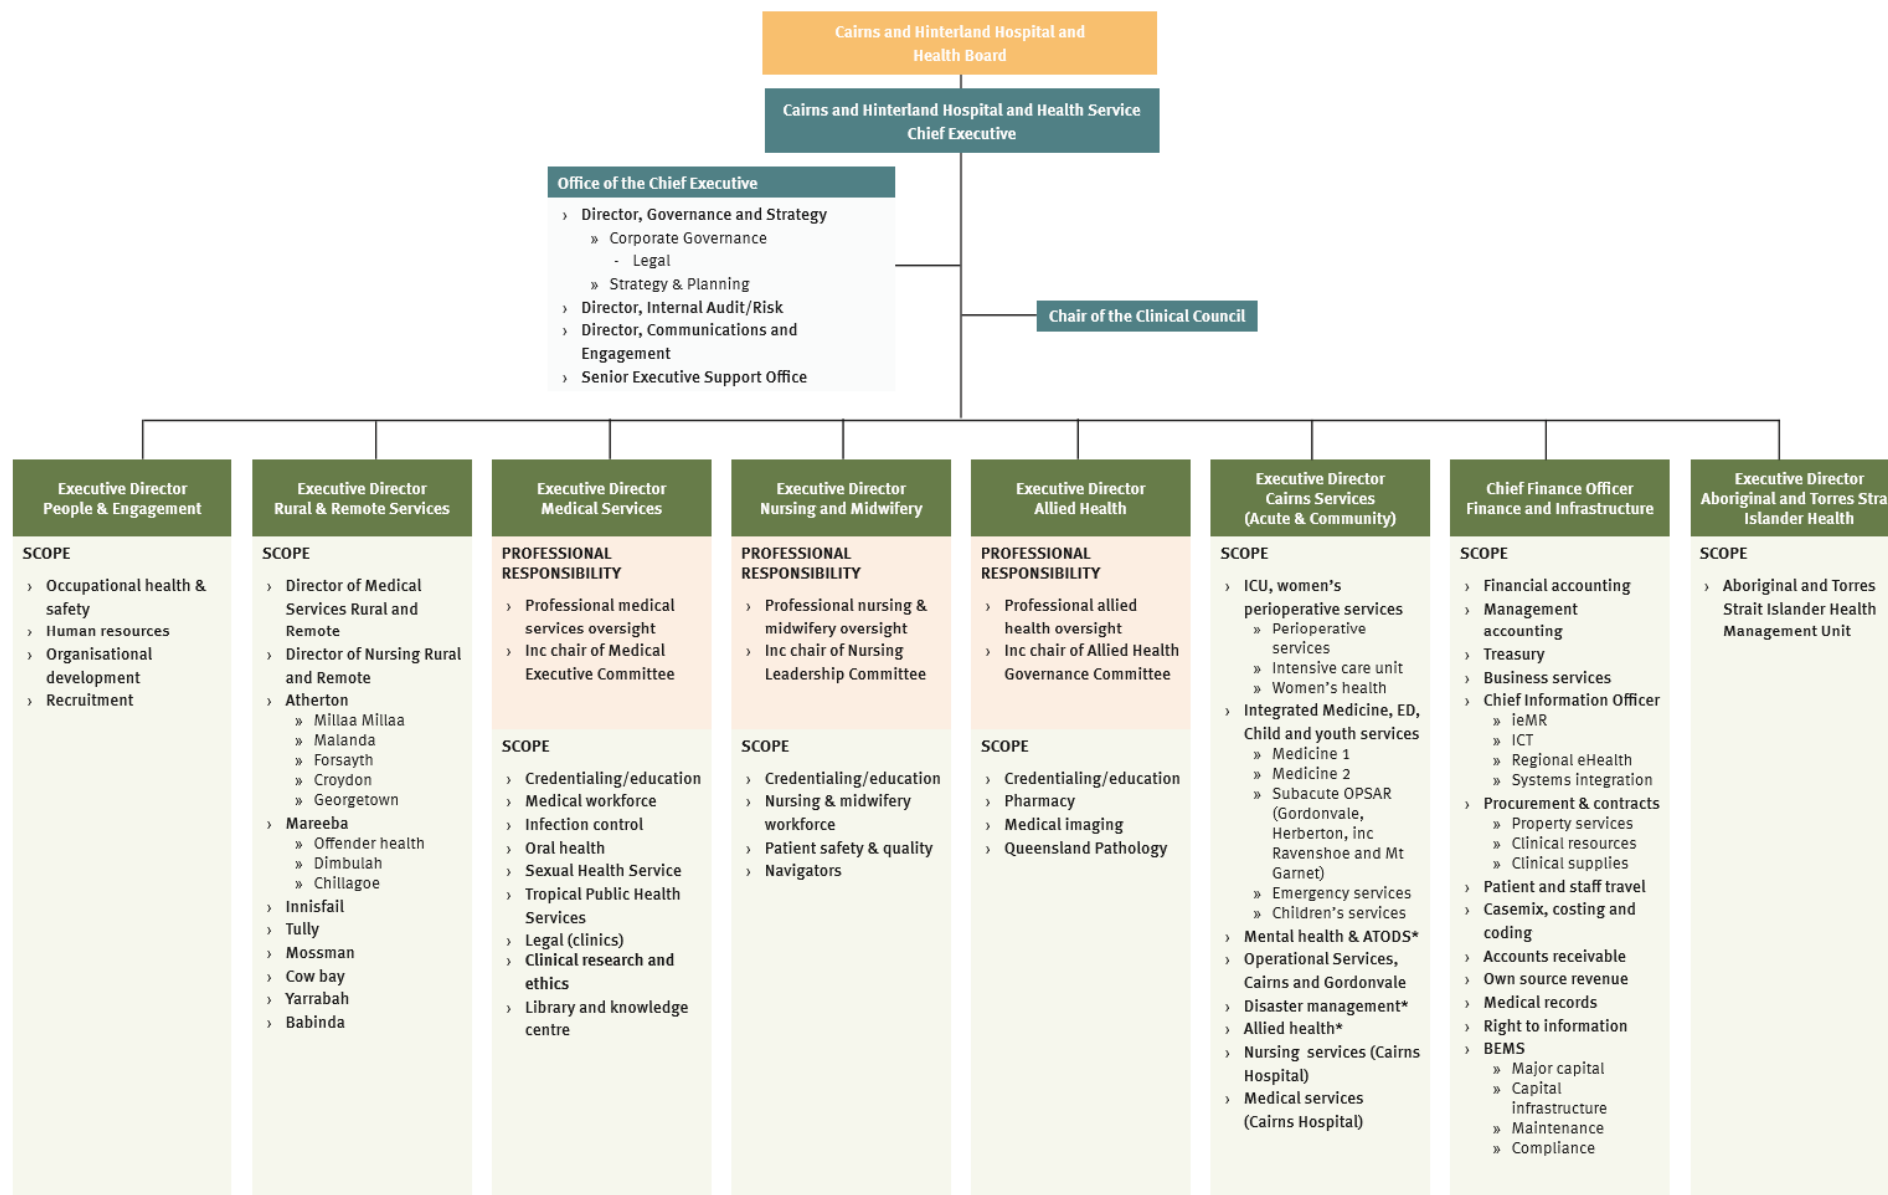 Cairns and Hinterland Hospital and
Health Board
Cairns and Hinterland Hospital and Health Service
Chief Executive
Office of the Chief Executive
› Director, Governance and Strategy
» Corporate Governance
- Legal
» Strategy & Planning
› Director, Internal Audit/Risk
› Director, Communications and
Engagement
› Senior Executive Support Office
Chair of the Clinical Council
Executive Director
People & Engagement
SCOPE
› Occupational health &
safety
› Human resources
› Organisational
development
› Recruitment
Executive Director
Rural & Remote Services
SCOPE
› Director of Medical
Services Rural and
Remote
› Director of Nursing Rural
and Remote
› Atherton
» Millaa Millaa
» Malanda
» Forsayth
» Croydon
» Georgetown
› Mareeba
» Offender health
» Dimbulah
» Chillagoe
› Innisfail
› Tully
› Mossman
› Cow bay
› Yarrabah
› Babinda
Executive Director
Medical Services
PROFESSIONAL
RESPONSIBILITY
› Professional medical
services oversight
› Inc chair of Medical
Executive Committee
SCOPE
› Credentialing/education
› Medical workforce
› Infection control
› Oral health
› Sexual Health Service
› Tropical Public Health
Services
› Legal (clinics)
› Clinical research and
ethics
› Library and knowledge
centre
Executive Director
Nursing and Midwifery
PROFESSIONAL
RESPONSIBILITY
› Professional nursing &
midwifery oversight
› Inc chair of Nursing
Leadership Committee
SCOPE
› Credentialing/education
› Nursing & midwifery
workforce
› Patient safety & quality
› Navigators
Executive Director
Allied Health
PROFESSIONAL
RESPONSIBILITY
› Professional allied
health oversight
› Inc chair of Allied Health
Governance Committee
SCOPE
› Credentialing/education
› Pharmacy
› Medical imaging
› Queensland Pathology
Executive Director
Cairns Services
(Acute & Community)
SCOPE
› ICU, women's
perioperative services
» Perioperative
services
» Intensive care unit
» Women's health
› Integrated Medicine, ED,
Child and youth services
» Medicine 1
» Medicine 2
» Subacute OPSAR
(Gordonvale,
Herberton, inc
Ravenshoe and Mt
Garnet)
» Emergency services
» Children's services
› Mental health & ATODS*
› Operational Services,
Cairns and Gordonvale
› Disaster management*
› Allied health*
› Nursing services (Cairns
Hospital)
› Medical services
(Cairns Hospital)
Chief Finance Officer
Finance and Infrastructure
SCOPE
› Financial accounting
› Management
accounting
› Treasury
› Business services
› Chief Information Officer
» ieMR
» ICT
» Regional eHealth
» Systems integration
› Procurement & contracts
» Property services
» Clinical resources
» Clinical supplies
› Patient and staff travel
› Casemix, costing and
coding
› Accounts receivable
› Own source revenue
› Medical records
› Right to information
› BEMS
» Major capital
» Capital
infrastructure
» Maintenance
» Compliance
Executive Director
Aboriginal and Torres Stra
Islander Health
SCOPE
› Aboriginal and Torres
Strait Islander Health
Management Unit